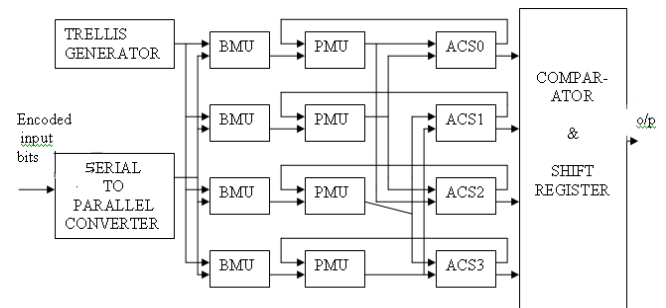 TRELLIS
GENERATOR
Encoded
input
bits
SERIAL
TO
PARALLEL
CONVERTER
BMU
PMU
ACS0
BMU
PMU
ACS1
BMU
PMU
ACS2
BMU
PMU
ACS3
COMPAR-
ATOR
&
SHIFT
REGISTER
o/p